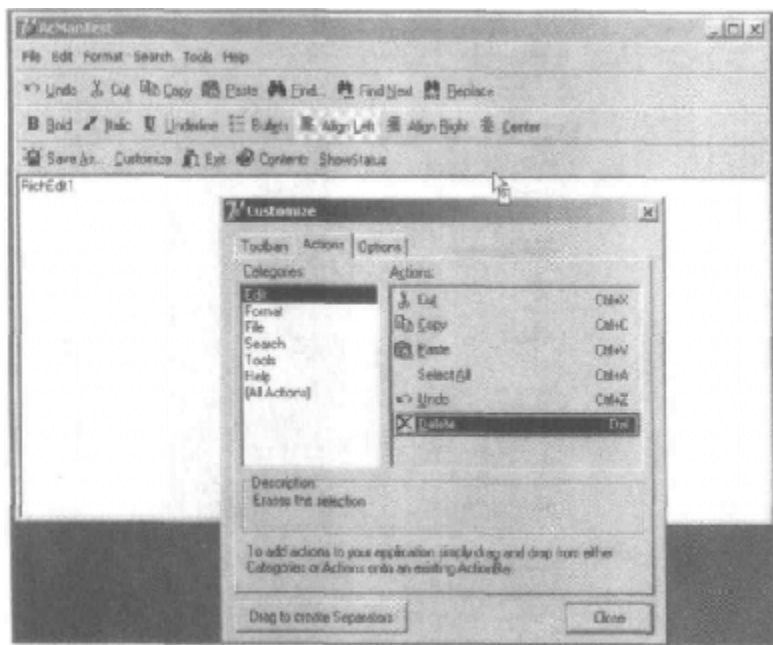 AcManTest
File Edit Format Search Tools Help
Undo Cut Copy Paste Find... Find Next Replace
Bold Italic Underline Bullets Align Left Align Right Center
Save As... Customize Exit Contents ShowStatus
RichEdit1
Customize
Toolbars Actions Options
Categories: Actions:
Edit
Format
File
Search
Tools
Help
(All Actions)
Cut Ctrl+X
Copy Ctrl+C
Paste Ctrl+V
Select All Ctrl+A
Undo Ctrl+Z
Delete Del
Description
Erases the selection
To add actions to your application simply drag and drop from either
Categories or Actions onto an existing ActionBar.
Drag to create Separators Close